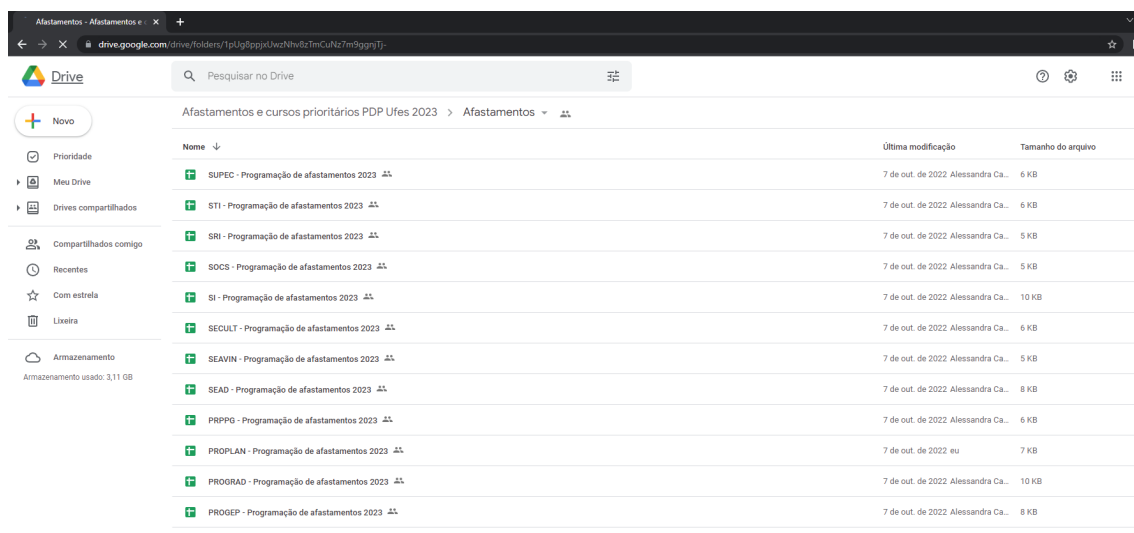 Afastamentos - Afastamentos e
drive.google.com/drive/folders/1pUg8ppjxUwzNhv8zTmCuNz7m9ggnjTj-
Drive
Pesquisar no Drive
Novo
Afastamentos e cursos prioritários PDP Ufes 2023 > Afastamentos
Prioridade
Meu Drive
Drives compartilhados
Compartilhados comigo
Recentes
Com estrela
Lixeira
Armazenamento
Armazenamento usado: 3,11 GB
Nome Última modificação Tamanho do arquivo
SUPEC - Programação de afastamentos 2023 7 de out. de 2022 Alessandra Ca... 6 KB
STI - Programação de afastamentos 2023 7 de out. de 2022 Alessandra Ca... 6 KB
SRI - Programação de afastamentos 2023 7 de out. de 2022 Alessandra Ca... 5 KB
SOCS - Programação de afastamentos 2023 7 de out. de 2022 Alessandra Ca... 5 KB
SI - Programação de afastamentos 2023 7 de out. de 2022 Alessandra Ca... 10 KB
SECULT - Programação de afastamentos 2023 7 de out. de 2022 Alessandra Ca... 6 KB
SEAVIN - Programação de afastamentos 2023 7 de out. de 2022 Alessandra Ca... 5 KB
SEAD - Programação de afastamentos 2023 7 de out. de 2022 Alessandra Ca... 8 KB
PRPPG - Programação de afastamentos 2023 7 de out. de 2022 Alessandra Ca... 6 KB
PROPLAN - Programação de afastamentos 2023 7 de out. de 2022 eu 7 KB
PROGRAD - Programação de afastamentos 2023 7 de out. de 2022 Alessandra Ca... 10 KB
PROGEP - Programação de afastamentos 2023 7 de out. de 2022 Alessandra Ca... 8 KB